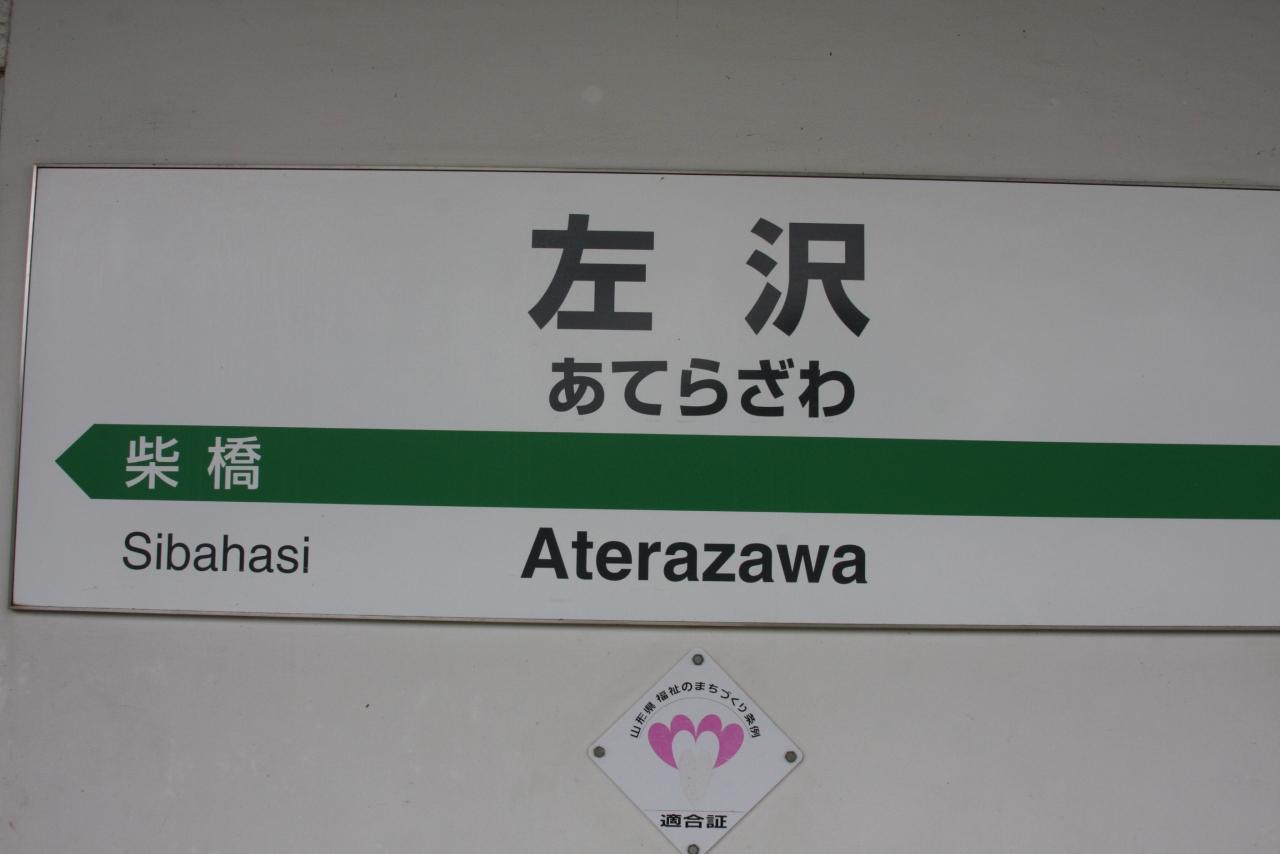 左沢
あてらざわ
柴橋
Sibahasi
Aterazawa
山形県 福祉のまちづくり条例
適合証